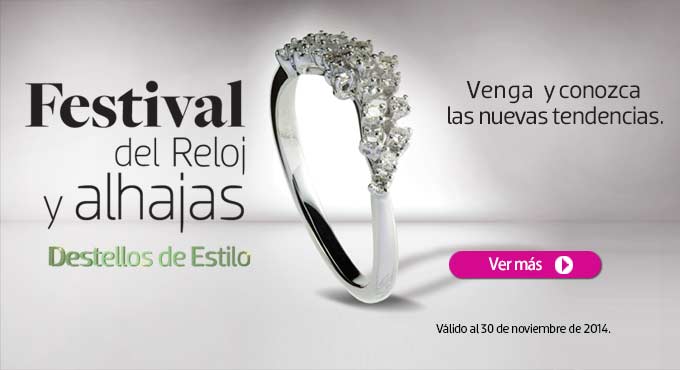 Festival
del Reloj
y alhajas
Destellos de Estilo
Venga y conozca
las nuevas tendencias.
Ver más
Válido al 30 de noviembre de 2014.